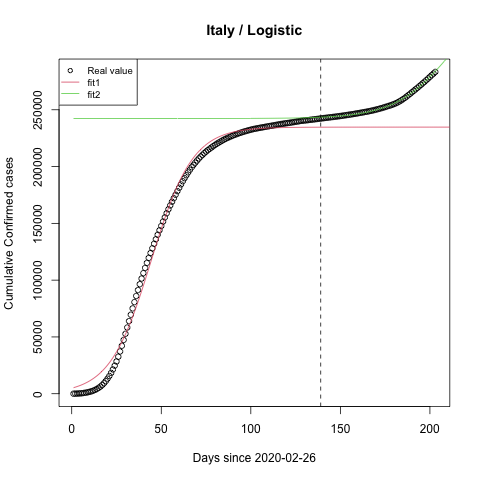 Italy / Logistic
Real value
fit1
fit2
Cumulative Confirmed cases
250000
200000
150000
100000
50000
0
0 50 100 150 200
Days since 2020-02-26